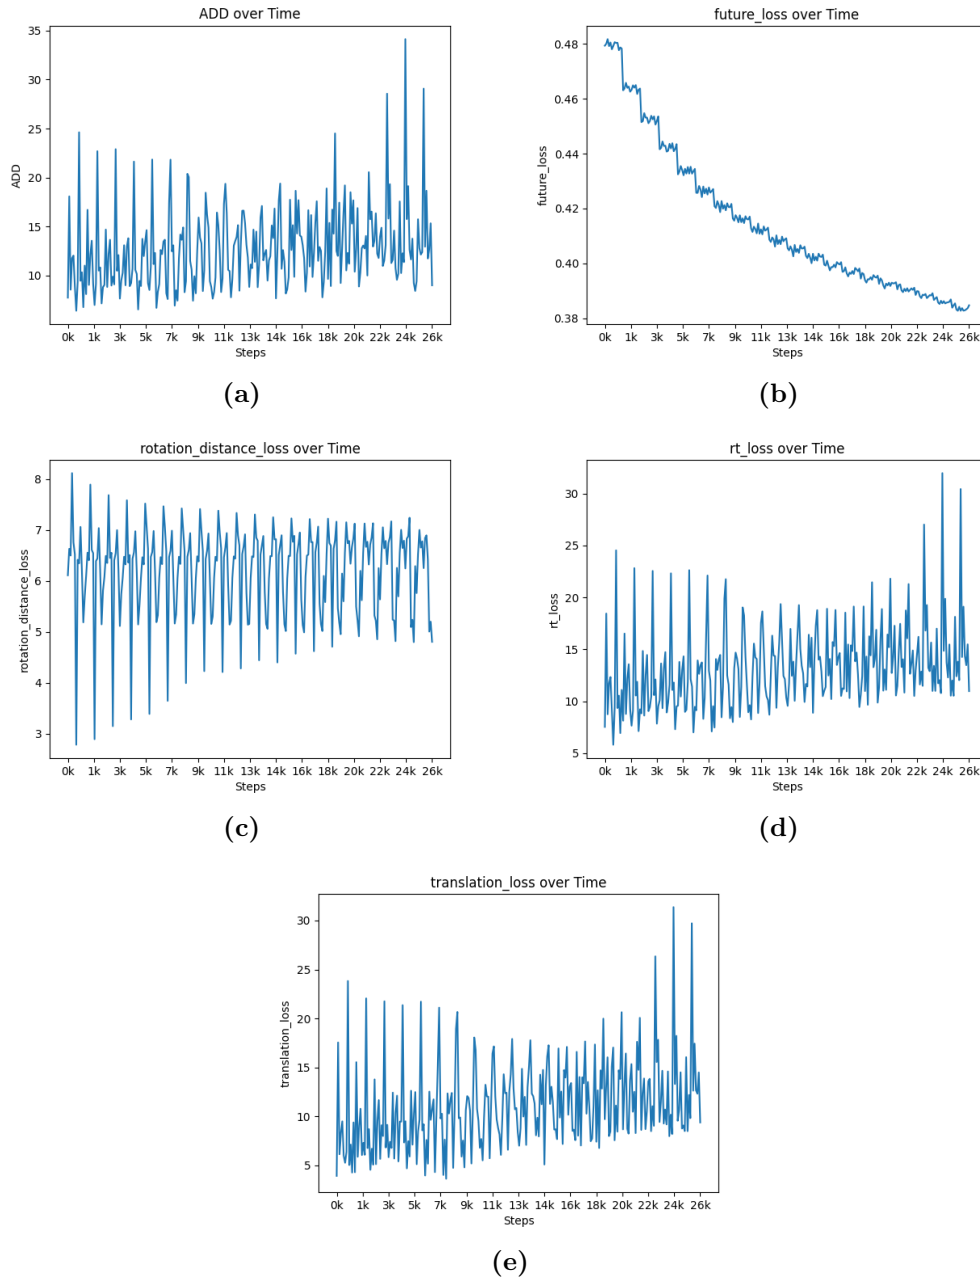 ADD over Time
35
30
25
20
15
10
ADD
0k 1k 3k 5k 7k 9k 11k 13k 14k 16k 18k 20k 22k 24k 26k
Steps
(a)
future_loss over Time
0.48
0.46
0.44
0.42
0.40
0.38
future_loss
0k 1k 3k 5k 7k 9k 11k 13k 14k 16k 18k 20k 22k 24k 26k
Steps
(b)
rotation_distance_loss over Time
8
7
6
5
4
3
rotation_distance_loss
0k 1k 3k 5k 7k 9k 11k 13k 14k 16k 18k 20k 22k 24k 26k
Steps
(c)
rt_loss over Time
30
25
20
15
10
5
rt_loss
0k 1k 3k 5k 7k 9k 11k 13k 14k 16k 18k 20k 22k 24k 26k
Steps
(d)
translation_loss over Time
30
25
20
15
10
5
translation_loss
0k 1k 3k 5k 7k 9k 11k 13k 14k 16k 18k 20k 22k 24k 26k
Steps
(e)